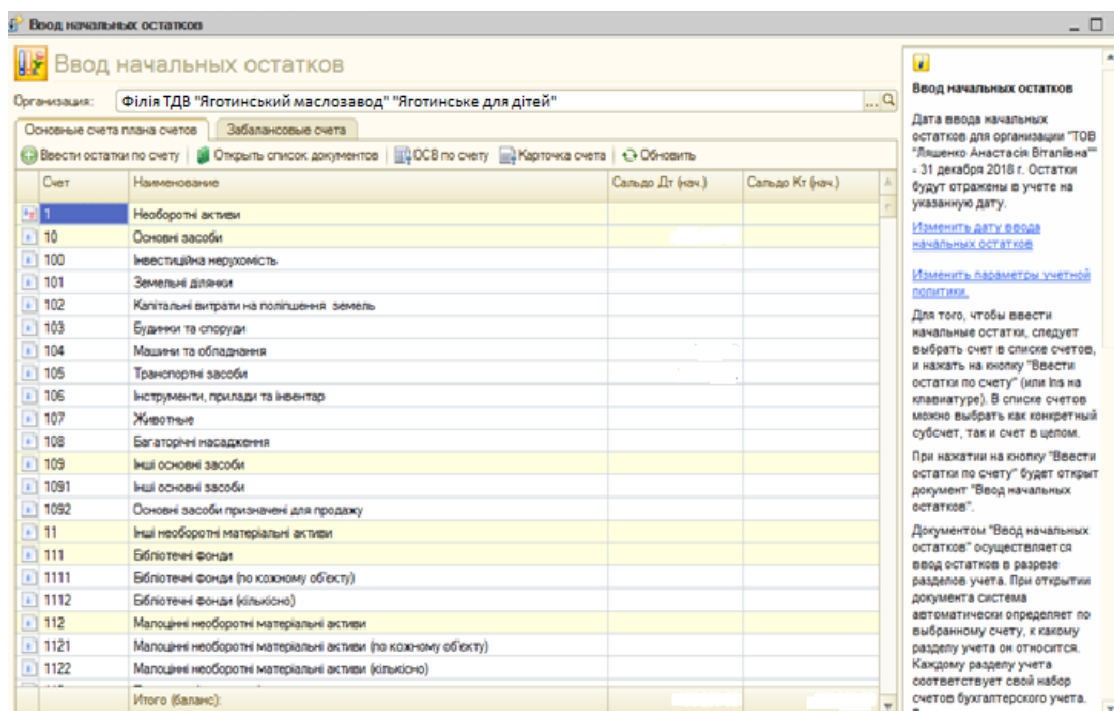 Ввод начальных остатков
Ввод начальных остатков
Организация: Філія ТДВ "Яготинський маслозавод" "Яготинське для дітей" ...
Основные счета плана счетов Забалансовые счета
Ввести остатки по счету Открыть список документов ОСВ по счету Карточка счета Обновить
Счет Наименование Сальдо Дт (нач.) Сальдо Кт (нач.)
1 Необоротні активи
10 Основні засоби
100 Інвестиційна нерухомість
101 Земельні ділянки
102 Капітальні витрати на поліпшення земель
103 Будинки та споруди
104 Машини та обладнання
105 Транспортні засоби
106 Інструменти, прилади та інвентар
107 Животные
108 Багаторічні насадження
109 Інші основні засоби
1091 Інші основні засоби
1092 Основні засоби призначені для продажу
11 Інші необоротні матеріальні активи
111 Бібліотечні фонди
1111 Бібліотечні фонди (по кожному об'єкту)
1112 Бібліотечні фонди (кількісно)
112 Малоцінні необоротні матеріальні активи
1121 Малоцінні необоротні матеріальні активи (по кожному об'єкту)
1122 Малоцінні необоротні матеріальні активи (кількісно)
Итого (баланс):
Ввод начальных остатков
Дата ввода начальных
остатков для организации "ТОВ
"Ляшенко Анастасія Віталіївна""
- 31 декабря 2018 г. Остатки
будут отражены в учете на
указанную дату.
Изменить дату ввода
начальных остатков
Изменить параметры учетной
политики.
Для того, чтобы ввести
начальные остатки, следует
выбрать счет в списке счетов,
и нажать на кнопку "Ввести
остатки по счету" (или Ins на
клавиатуре). В списке счетов
можно выбрать как конкретный
субсчет, так и счет в целом.
При нажатии на кнопку "Ввести
остатки по счету" будет открыт
документ "Ввод начальных
остатков".
Документом "Ввод начальных
остатков" осуществляется
ввод остатков в разрезе
разделов учета. При открытии
документа система
автоматически определяет по
выбранному счету, к какому
разделу учета он относится.
Каждому разделу учета
соответствует свой набор
счетов бухгалтерского учета.